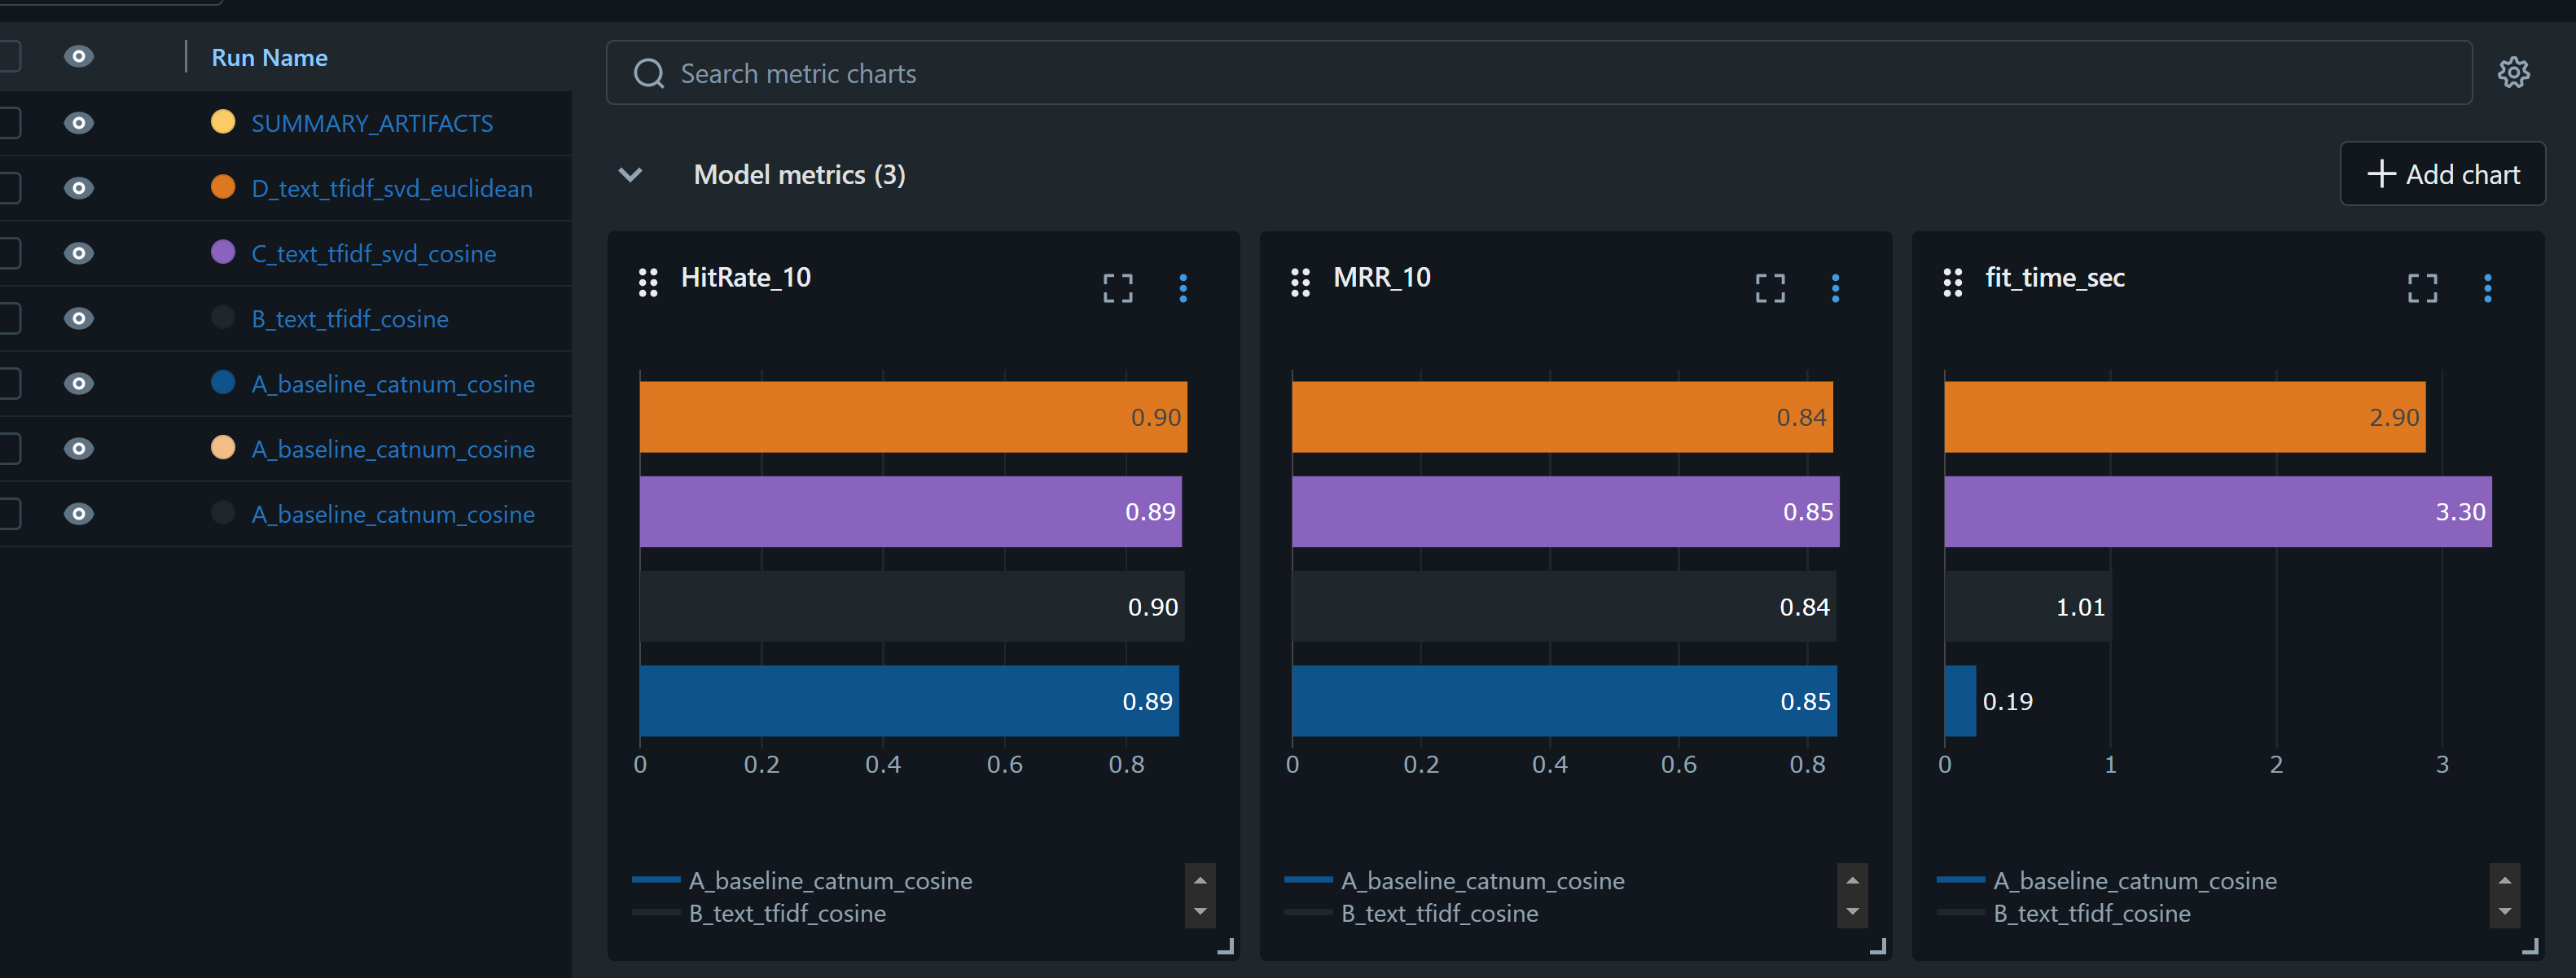 Run Name
SUMMARY_ARTIFACTS
D_text_tfidf_svd_euclidean
C_text_tfidf_svd_cosine
B_text_tfidf_cosine
A_baseline_catnum_cosine
A_baseline_catnum_cosine
A_baseline_catnum_cosine
Search metric charts
Model metrics (3)
Add chart
HitRate_10
0.90
0.89
0.90
0.89
0 0.2 0.4 0.6 0.8
A_baseline_catnum_cosine
B_text_tfidf_cosine
MRR_10
0.84
0.85
0.84
0.85
0 0.2 0.4 0.6 0.8
A_baseline_catnum_cosine
B_text_tfidf_cosine
fit_time_sec
2.90
3.30
1.01
0.19
0 1 2 3
A_baseline_catnum_cosine
B_text_tfidf_cosine